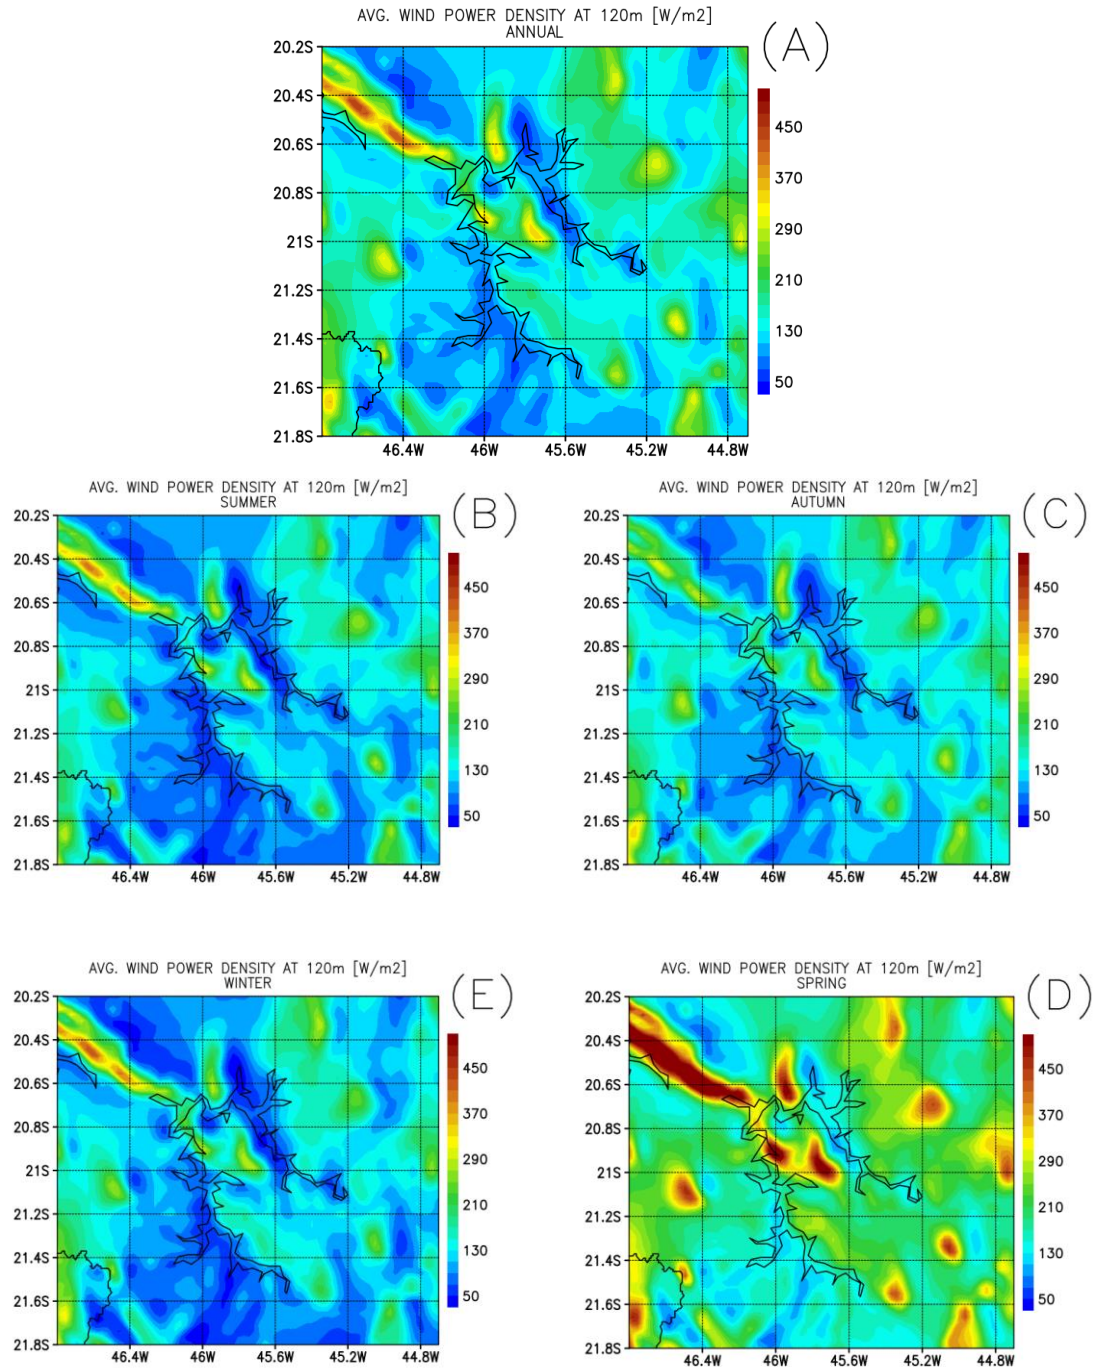 AVG. WIND POWER DENSITY AT 120m [W/m2]
ANNUAL
(A)
20.2S
20.4S
20.6S
20.8S
21S
21.2S
21.4S
21.6S
21.8S
46.4W 46W 45.6W 45.2W 44.8W
450
370
290
210
130
50
AVG. WIND POWER DENSITY AT 120m [W/m2]
SUMMER
(B)
20.2S
20.4S
20.6S
20.8S
21S
21.2S
21.4S
21.6S
21.8S
46.4W 46W 45.6W 45.2W 44.8W
450
370
290
210
130
50
AVG. WIND POWER DENSITY AT 120m [W/m2]
AUTUMN
(C)
20.2S
20.4S
20.6S
20.8S
21S
21.2S
21.4S
21.6S
21.8S
46.4W 46W 45.6W 45.2W 44.8W
450
370
290
210
130
50
AVG. WIND POWER DENSITY AT 120m [W/m2]
WINTER
(E)
20.2S
20.4S
20.6S
20.8S
21S
21.2S
21.4S
21.6S
21.8S
46.4W 46W 45.6W 45.2W 44.8W
450
370
290
210
130
50
AVG. WIND POWER DENSITY AT 120m [W/m2]
SPRING
(D)
20.2S
20.4S
20.6S
20.8S
21S
21.2S
21.4S
21.6S
21.8S
46.4W 46W 45.6W 45.2W 44.8W
450
370
290
210
130
50